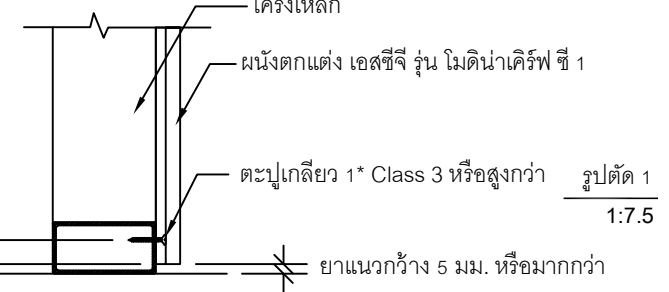 โครงเหล็ก
ผนังตกแต่ง เอสซีจี รุ่น โมดิน่าเคิร์ฟ ซี 1
ตะปูเกลียว 1* Class 3 หรือสูงกว่า
รูปตัด 1
1:7.5
ยาแนวกว้าง 5 มม. หรือมากกว่า